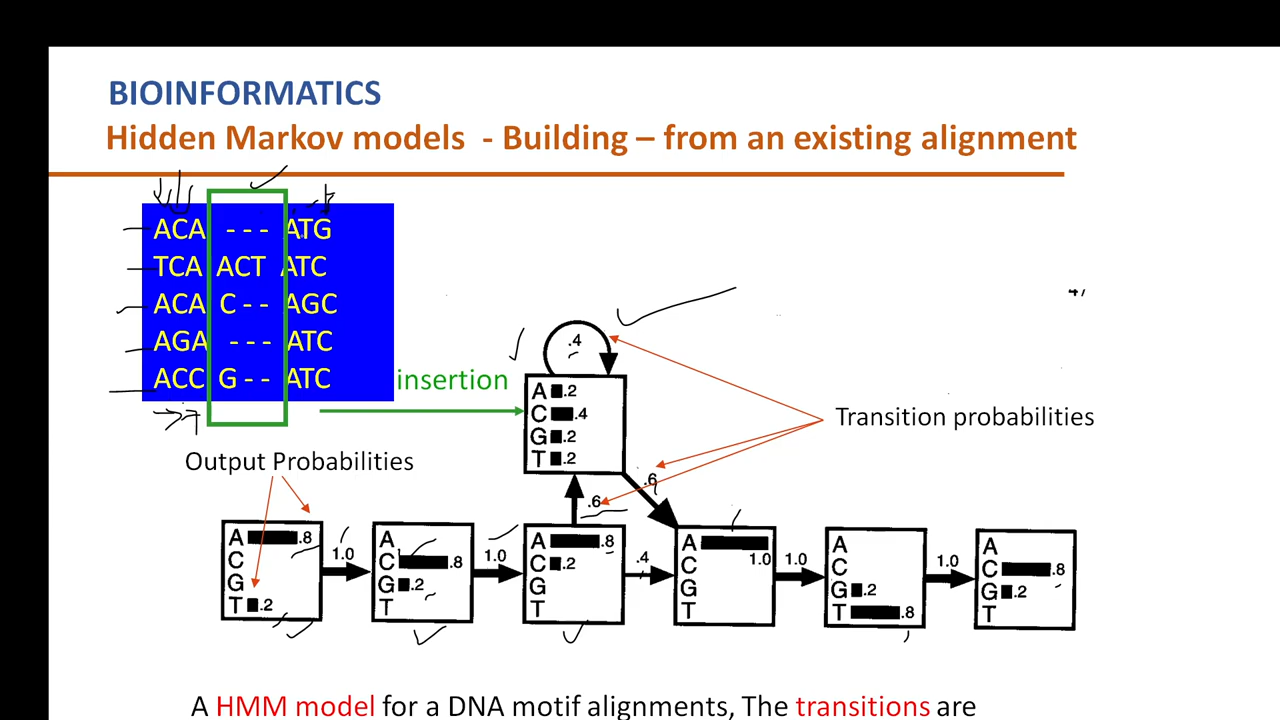 BIOINFORMATICS
Hidden Markov models - Building – from an existing alignment
ACA - - - ATG
TCA ACT ATC
ACA C - - AGC
AGA - - - ATC
ACC G - - ATC
insertion
Output Probabilities
Transition probabilities
.4
A .2
C .4
G .2
T .2
.6
.6
A .8
C
G
T .2
1.0
A
C .8
G .2
T
1.0
A .8
C .2
G
T
.4
A 1.0
C
G
T
1.0
A
C
G .2
T .8
1.0
A
C .8
G .2
T
A HMM model for a DNA motif alignments, The transitions are